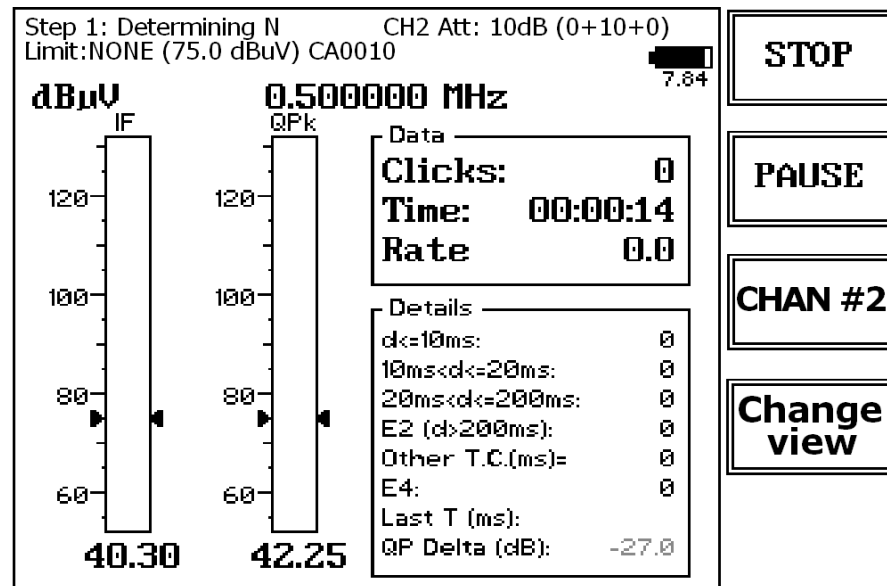 Step 1: Determining N CH2 Att: 10dB (0+10+0)
Limit:NONE (75.0 dBuV) CA0010
7.84
dBµV 0.500000 MHz
IF QPk
120 120
100 100
80 80
60 60
40.30 42.25
Data
Clicks: 0
Time: 00:00:14
Rate 0.0
Details
d<=10ms: 0
10ms<d<=20ms: 0
20ms<d<=200ms: 0
E2 (d>200ms): 0
Other T.C.(ms)= 0
E4: 0
Last T (ms):
QP Delta (dB): -27.0
STOP
PAUSE
CHAN #2
Change
view